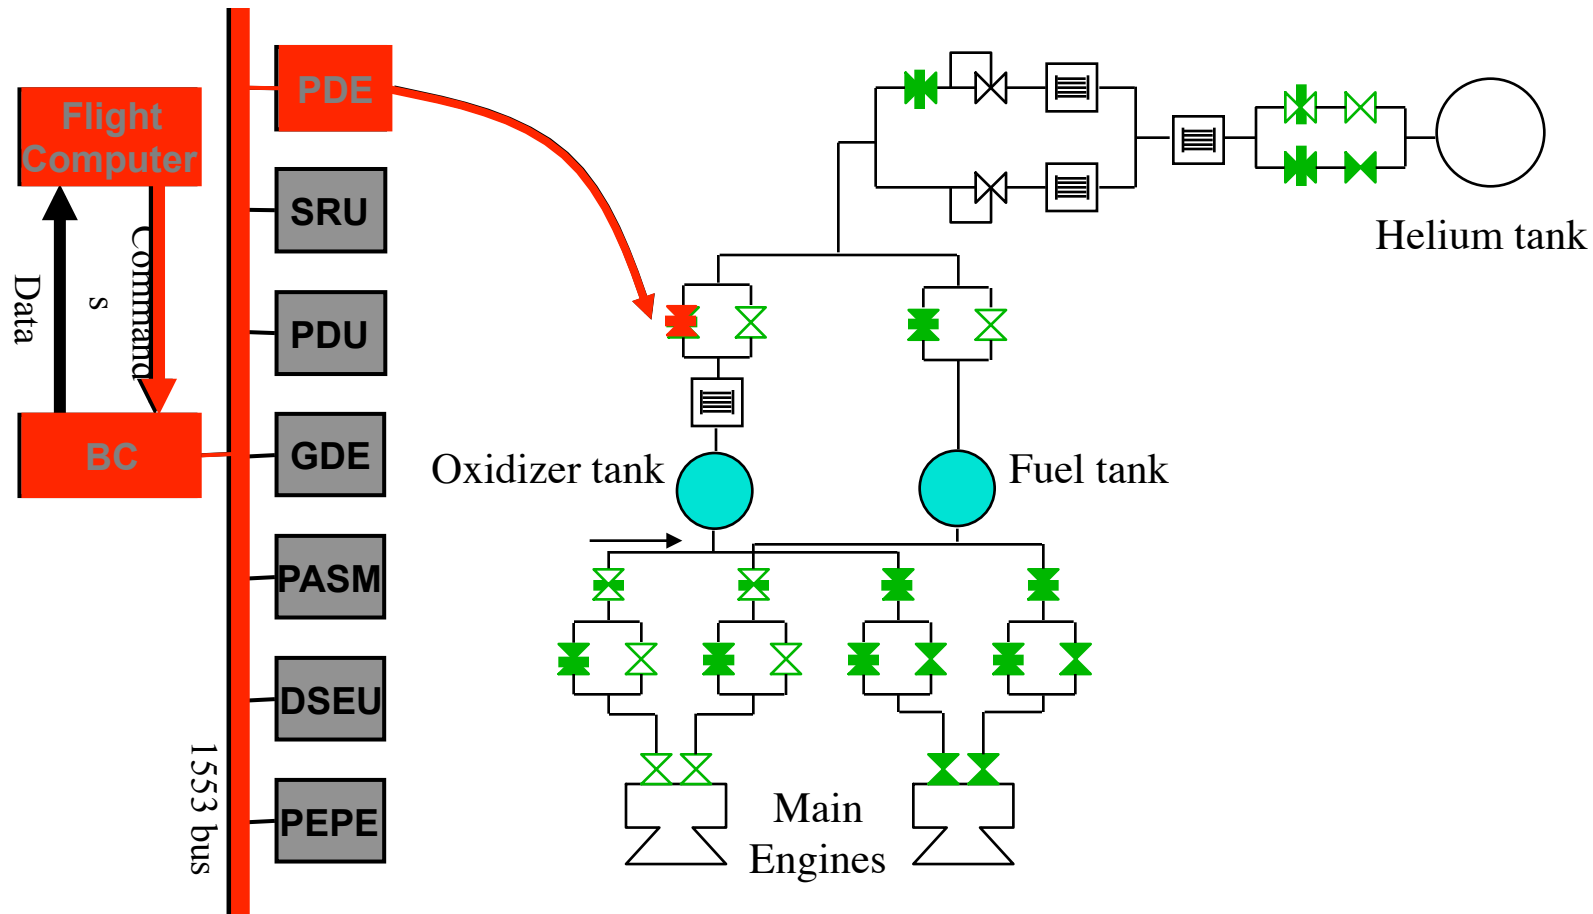 PDE
Flight
Computer
SRU
Command
s
Data
PDU
BC
GDE
PASM
DSEU
PEPE
1553 bus
Helium tank
Oxidizer tank
Fuel tank
Main
Engines